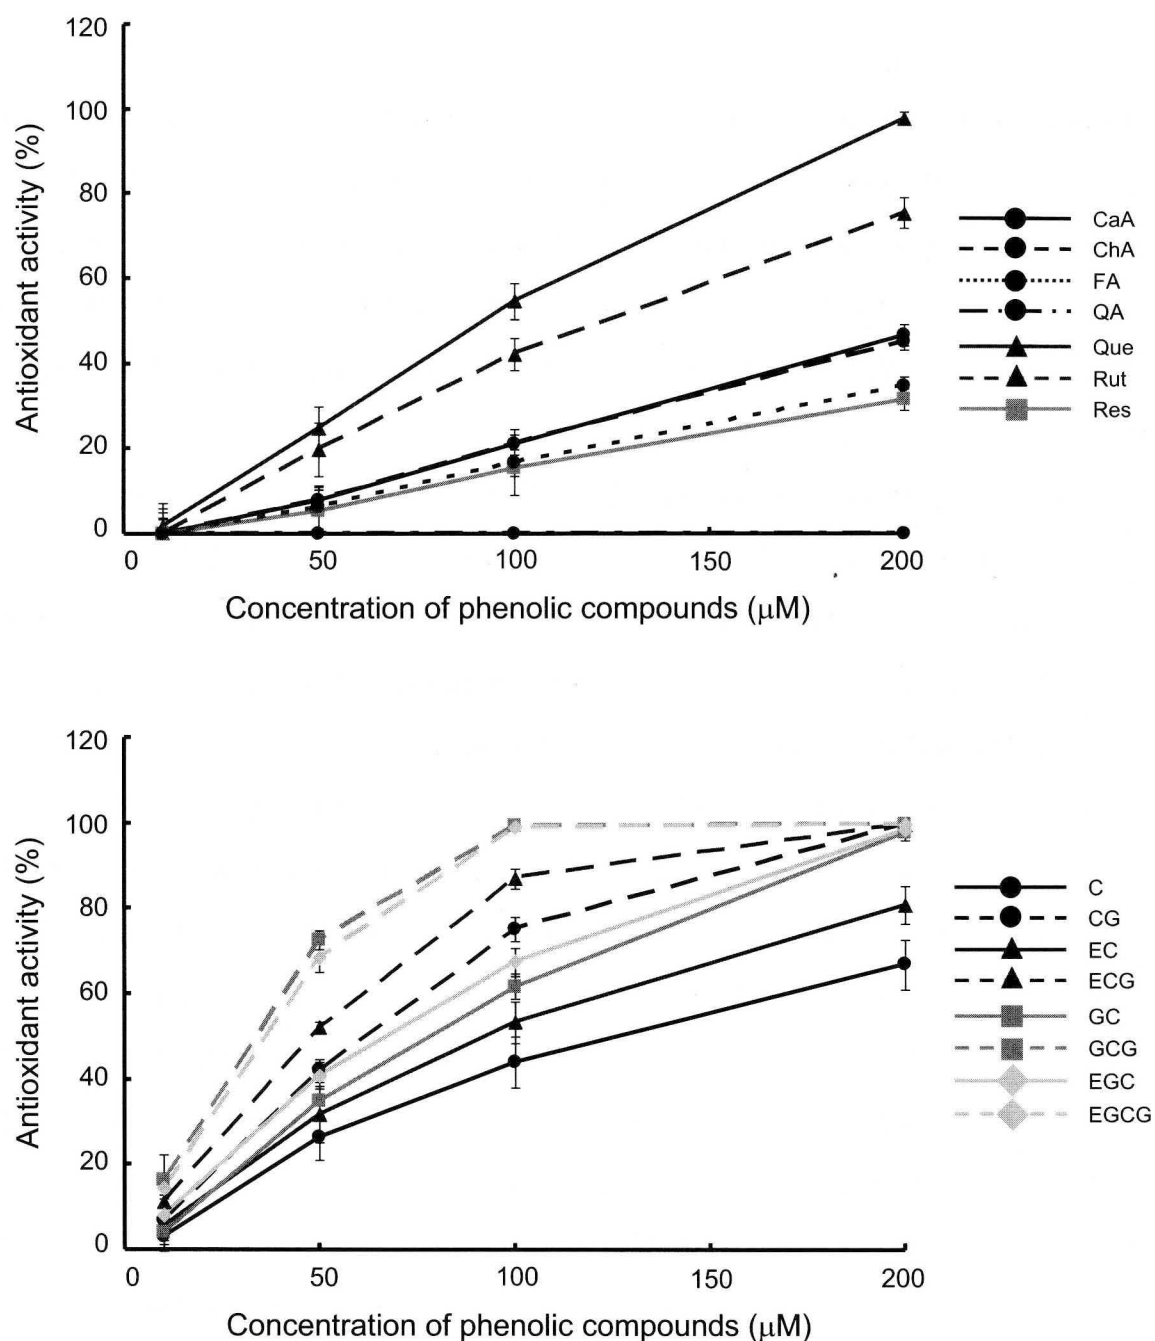 120
100
80
60
40
20
0
Antioxidant activity (%)
0 50 100 150 200
Concentration of phenolic compounds (μM)
CaA
ChA
FA
QA
Que
Rut
Res
120
100
80
60
40
20
0
Antioxidant activity (%)
0 50 100 150 200
Concentration of phenolic compounds (μM)
C
CG
EC
ECG
GC
GCG
EGC
EGCG